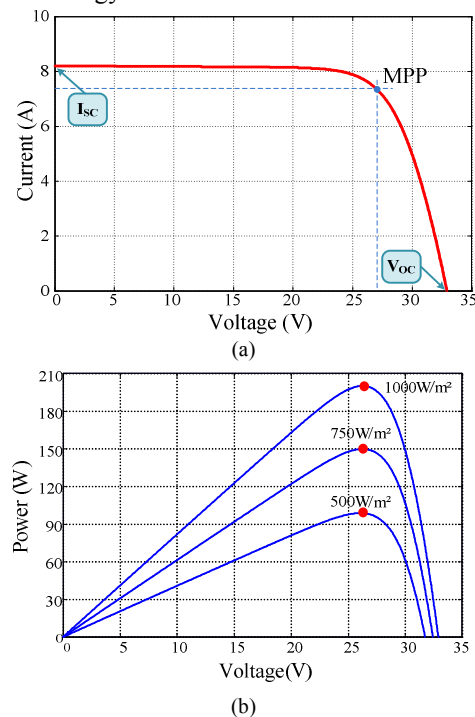 10
8
6
4
2
0
Current (A)
I_SC
MPP
V_OC
0 5 10 15 20 25 30 35
Voltage (V)
(a)
210
180
150
120
90
60
30
0
Power (W)
1000W/m²
750W/m²
500W/m²
0 5 10 15 20 25 30 35
Voltage(V)
(b)